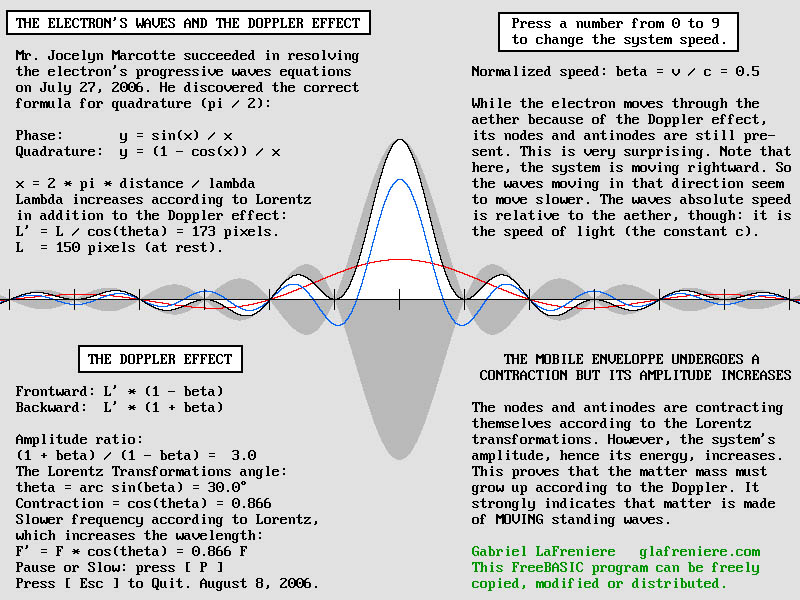 THE ELECTRON'S WAVES AND THE DOPPLER EFFECT
Mr. Jocelyn Marcotte succeeded in resolving
the electron's progressive waves equations
on July 27, 2006. He discovered the correct
formula for quadrature (pi / 2):
Phase:       y = sin(x) / x
Quadrature:  y = (1 - cos(x)) / x
x = 2 * pi * distance / lambda
Lambda increases according to Lorentz
in addition to the Doppler effect:
L' = L / cos(theta) = 173 pixels.
L  = 150 pixels (at rest).
Press a number from 0 to 9
to change the system speed.
Normalized speed: beta = v / c = 0.5
While the electron moves through the
aether because of the Doppler effect,
its nodes and antinodes are still pre-
sent. This is very surprising. Note that
here, the system is moving rightward. So
the waves moving in that direction seem
to move slower. The waves absolute speed
is relative to the aether, though: it is
the speed of light (the constant c).
THE DOPPLER EFFECT
Frontward: L' * (1 - beta)
Backward:  L' * (1 + beta)
Amplitude ratio:
(1 + beta) / (1 - beta) =  3.0
The Lorentz Transformations angle:
theta = arc sin(beta) = 30.0°
Contraction = cos(theta) = 0.866
Slower frequency according to Lorentz,
which increases the wavelength:
F' = F * cos(theta) = 0.866 F
Pause or Slow: press [ P ]
Press [ Esc ] to Quit. August 8, 2006.
THE MOBILE ENVELOPPE UNDERGOES A
CONTRACTION BUT ITS AMPLITUDE INCREASES
The nodes and antinodes are contracting
themselves according to the Lorentz
transformations. However, the system's
amplitude, hence its energy, increases.
This proves that the matter mass must
grow up according to the Doppler. It
strongly indicates that matter is made
of MOVING standing waves.
Gabriel LaFreniere   glafreniere.com
This FreeBASIC program can be freely
copied, modified or distributed.